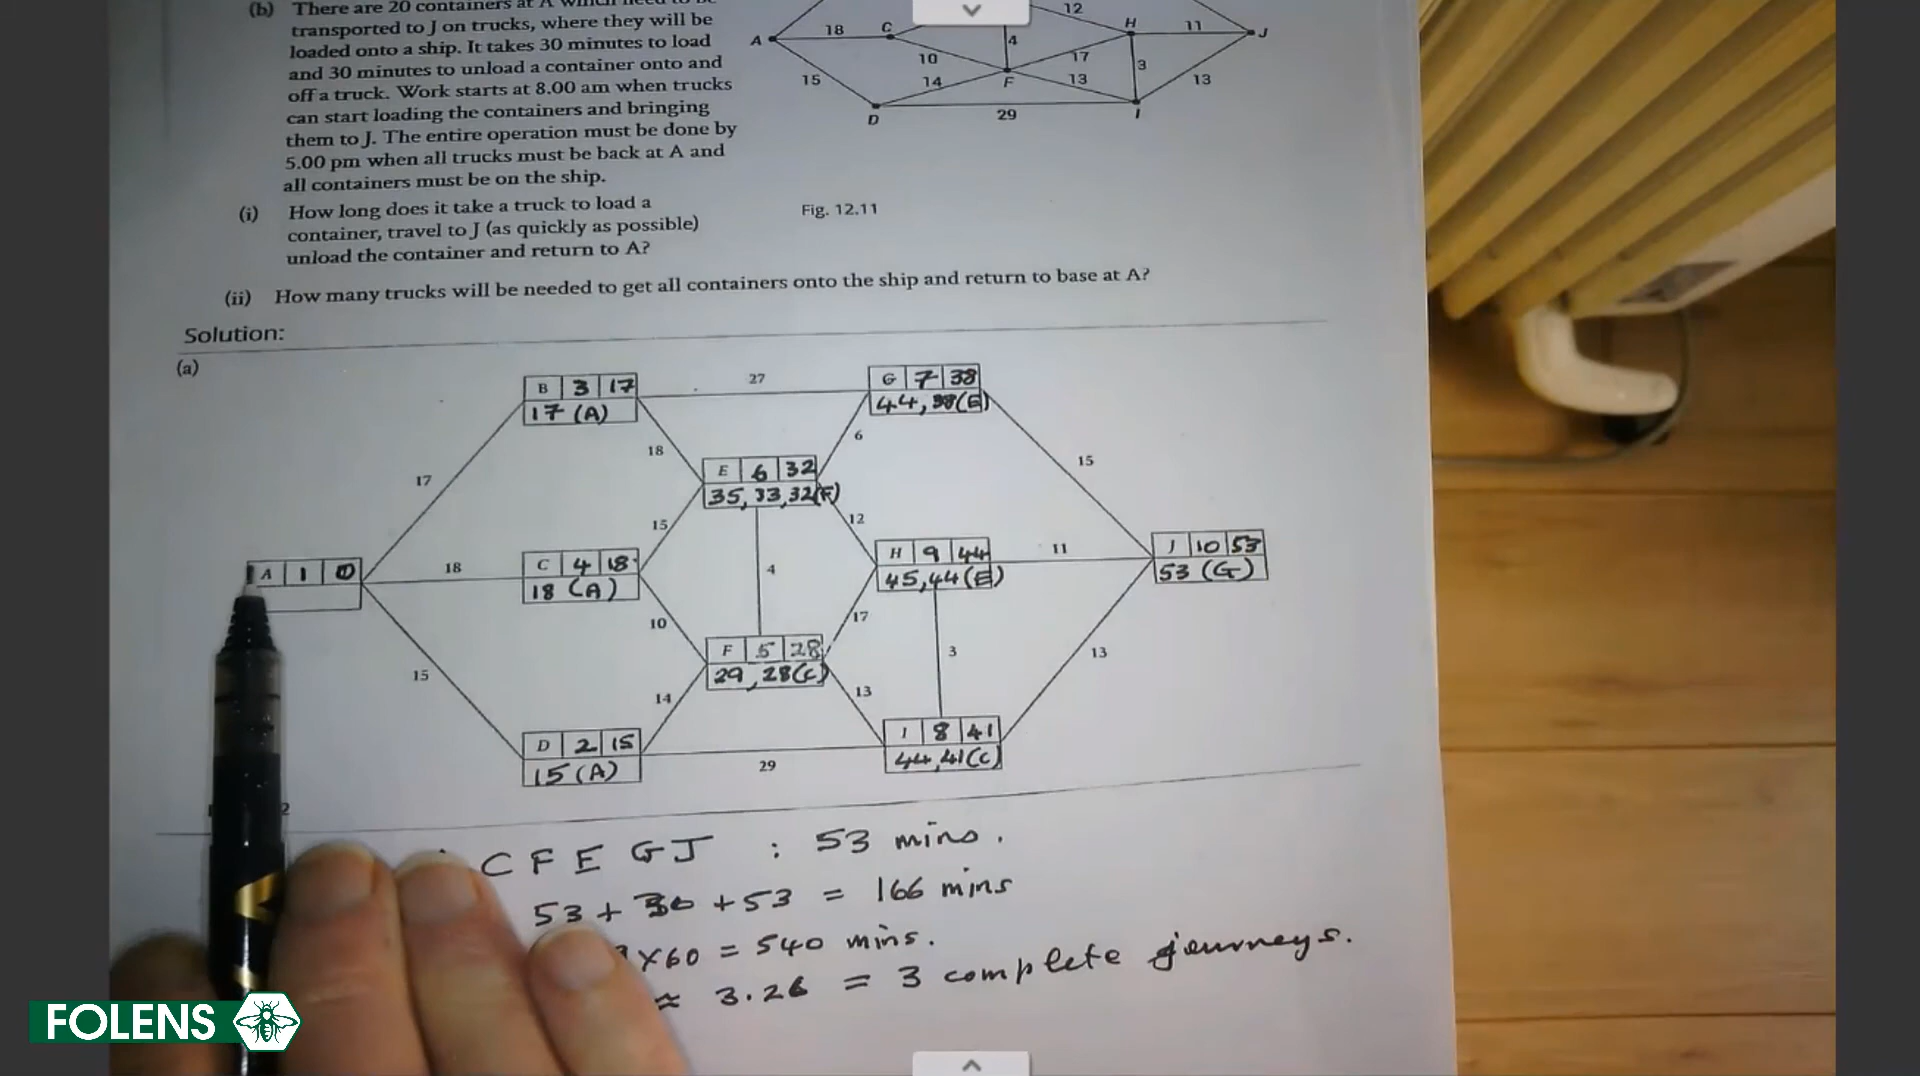 (b) There are 20 containers at A which need to be
transported to J on trucks, where they will be
loaded onto a ship. It takes 30 minutes to load
and 30 minutes to unload a container onto and
off a truck. Work starts at 8.00 am when trucks
can start loading the containers and bringing
them to J. The entire operation must be done by
5.00 pm when all trucks must be back at A and
all containers must be on the ship.
(i) How long does it take a truck to load a
container, travel to J (as quickly as possible)
unload the container and return to A?
(ii) How many trucks will be needed to get all containers onto the ship and return to base at A?
12
18 C H 11
A 4 J
10 17 3
15 14 F 13 13
D 29 I
Fig. 12.11
Solution:
(a)
B 3 17
17 (A)
27
G 7 38
44, 38(E)
6
18
17
E 6 32
35, 33, 32(F)
15
15
12
A 1 0
18
C 4 18
18 (A)
4
H 9 44
45, 44(E)
11
J 10 53
53 (G)
10
17
F 5 28
29, 28(C)
3
13
15
14
13
D 2 15
15 (A)
29
I 8 41
44, 41(C)
2
C F E G J : 53 mins.
53 + 30 + 53 = 166 mins
x 60 = 540 mins.
≈ 3.26 = 3 complete journeys.
FOLENS